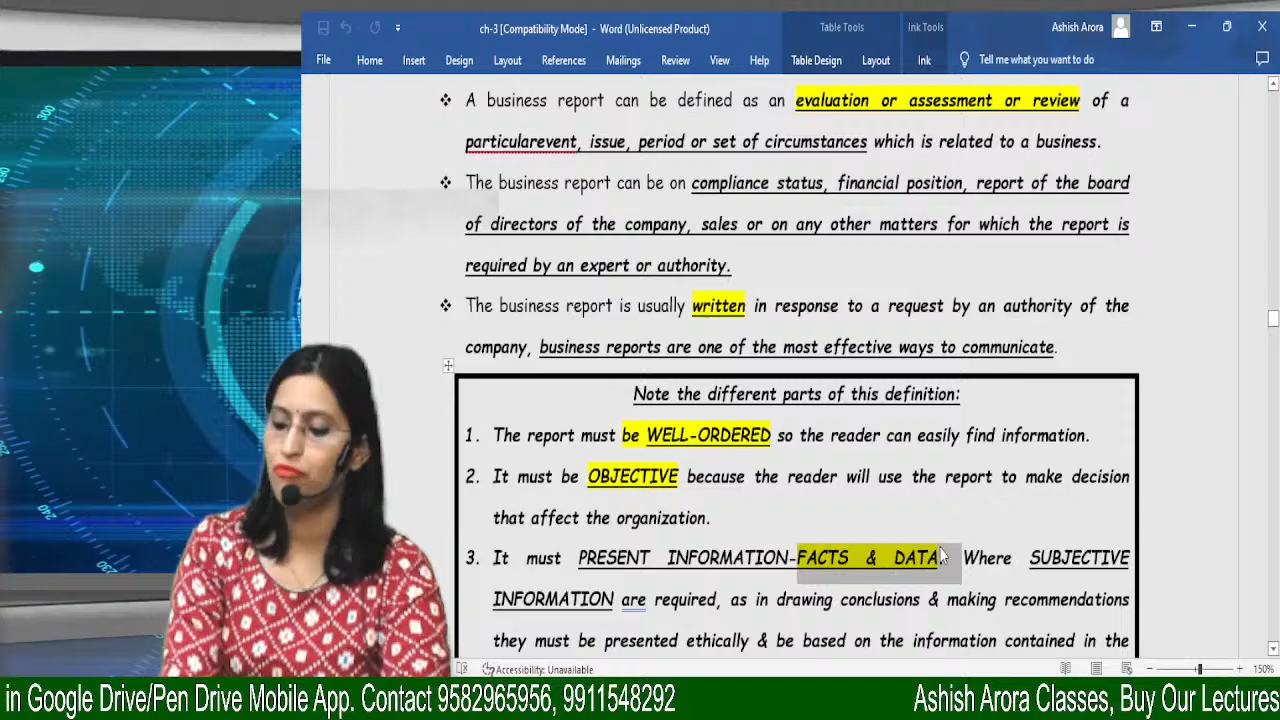 ch-3 [Compatibility Mode] - Word (Unlicensed Product)
Table Tools
Ink Tools
Ashish Arora
File Home Insert Design Layout References Mailings Review View Help Table Design Layout Ink Tell me what you want to do
❖ A business report can be defined as an evaluation or assessment or review of a
particularevent, issue, period or set of circumstances which is related to a business.
❖ The business report can be on compliance status, financial position, report of the board
of directors of the company, sales or on any other matters for which the report is
required by an expert or authority.
❖ The business report is usually written in response to a request by an authority of the
company, business reports are one of the most effective ways to communicate.
Note the different parts of this definition:
1. The report must be WELL-ORDERED so the reader can easily find information.
2. It must be OBJECTIVE because the reader will use the report to make decision
that affect the organization.
3. It must PRESENT INFORMATION-FACTS & DATA. Where SUBJECTIVE
INFORMATION are required, as in drawing conclusions & making recommendations
they must be presented ethically & be based on the information contained in the
Accessibility: Unavailable
150%
in Google Drive/Pen Drive Mobile App. Contact 9582965956, 9911548292
Ashish Arora Classes, Buy Our Lectures
300
240